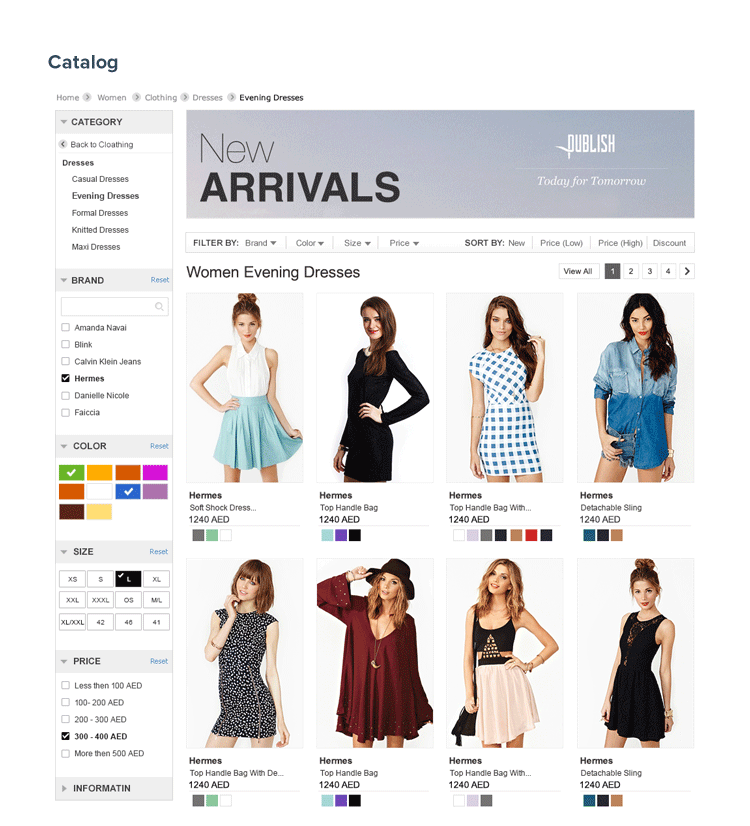 Catalog
Home Women Clothing Dresses Evening Dresses
CATEGORY
Back to Cloathing
Dresses
Casual Dresses
Evening Dresses
Formal Dresses
Knitted Dresses
Maxi Dresses
BRAND Reset
Amanda Navai
Blink
Calvin Klein Jeans
Hermes
Danielle Nicole
Faiccia
COLOR Reset
SIZE Reset
XS S L XL
XXL XXXL OS M/L
XL/XXL 42 46 41
PRICE Reset
Less then 100 AED
100- 200 AED
200 - 300 AED
300 - 400 AED
More then 500 AED
INFORMATIN
New
ARRIVALS
PUBLISH
Today for Tomorrow
FILTER BY: Brand Color Size Price SORT BY: New Price (Low) Price (High) Discount
Women Evening Dresses
View All 1 2 3 4
Hermes Hermes Hermes Hermes
Soft Shock Dress... Top Handle Bag Top Handle Bag With... Detachable Sling
1240 AED 1240 AED 1240 AED 1240 AED
Hermes Hermes Hermes Hermes
Top Handle Bag With De... Top Handle Bag Top Handle Bag With... Detachable Sling
1240 AED 1240 AED 1240 AED 1240 AED